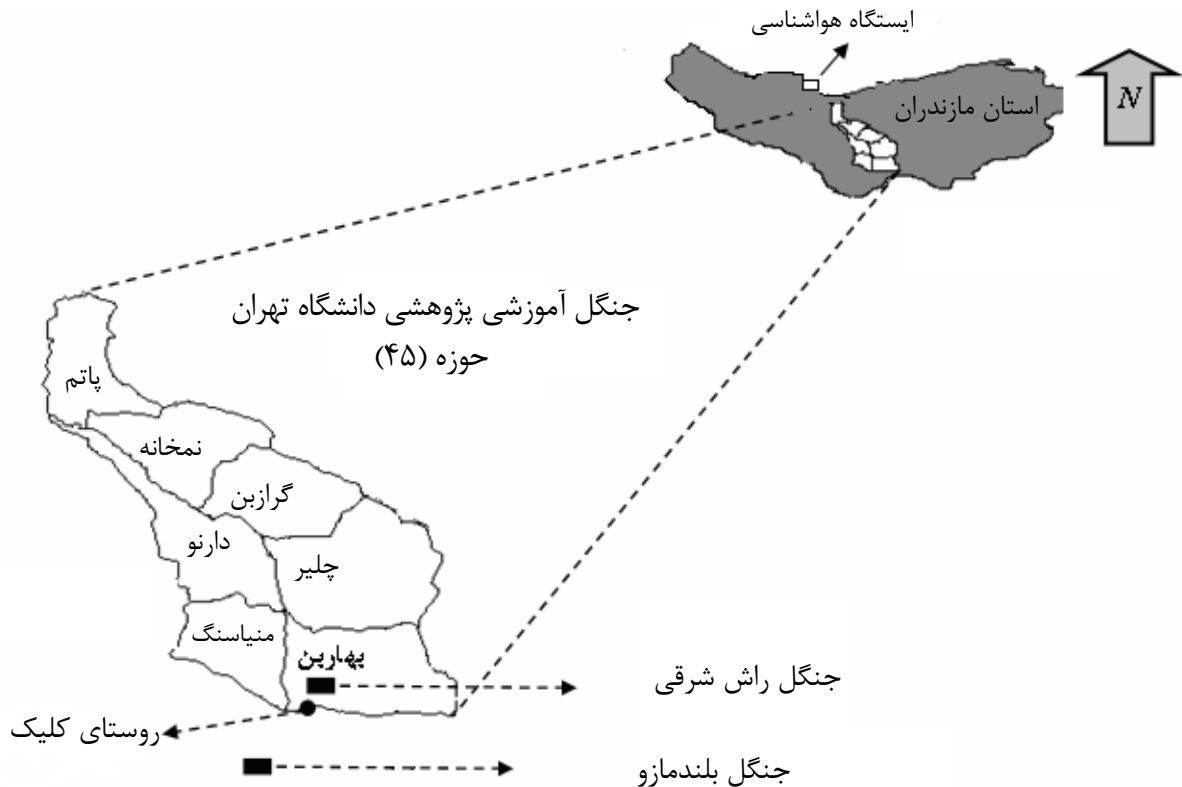 ایستگاه هواشناسی
استان مازندران
N
جنگل آموزشی پژوهشی دانشگاه تهران
حوزه (۴۵)
پاتم
نمخانه
گرازبن
دارنو
چلیر
منیاسنگ
بهاربن
جنگل راش شرقی
روستای کلیک
جنگل بلندمازو